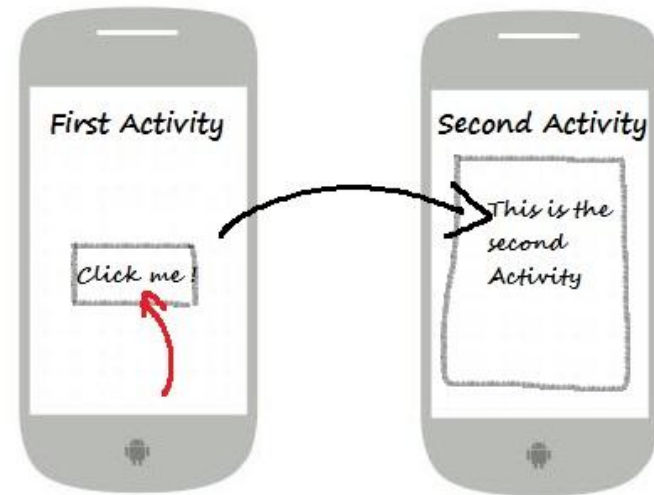 First Activity
Click me !
Second Activity
This is the
second
Activity